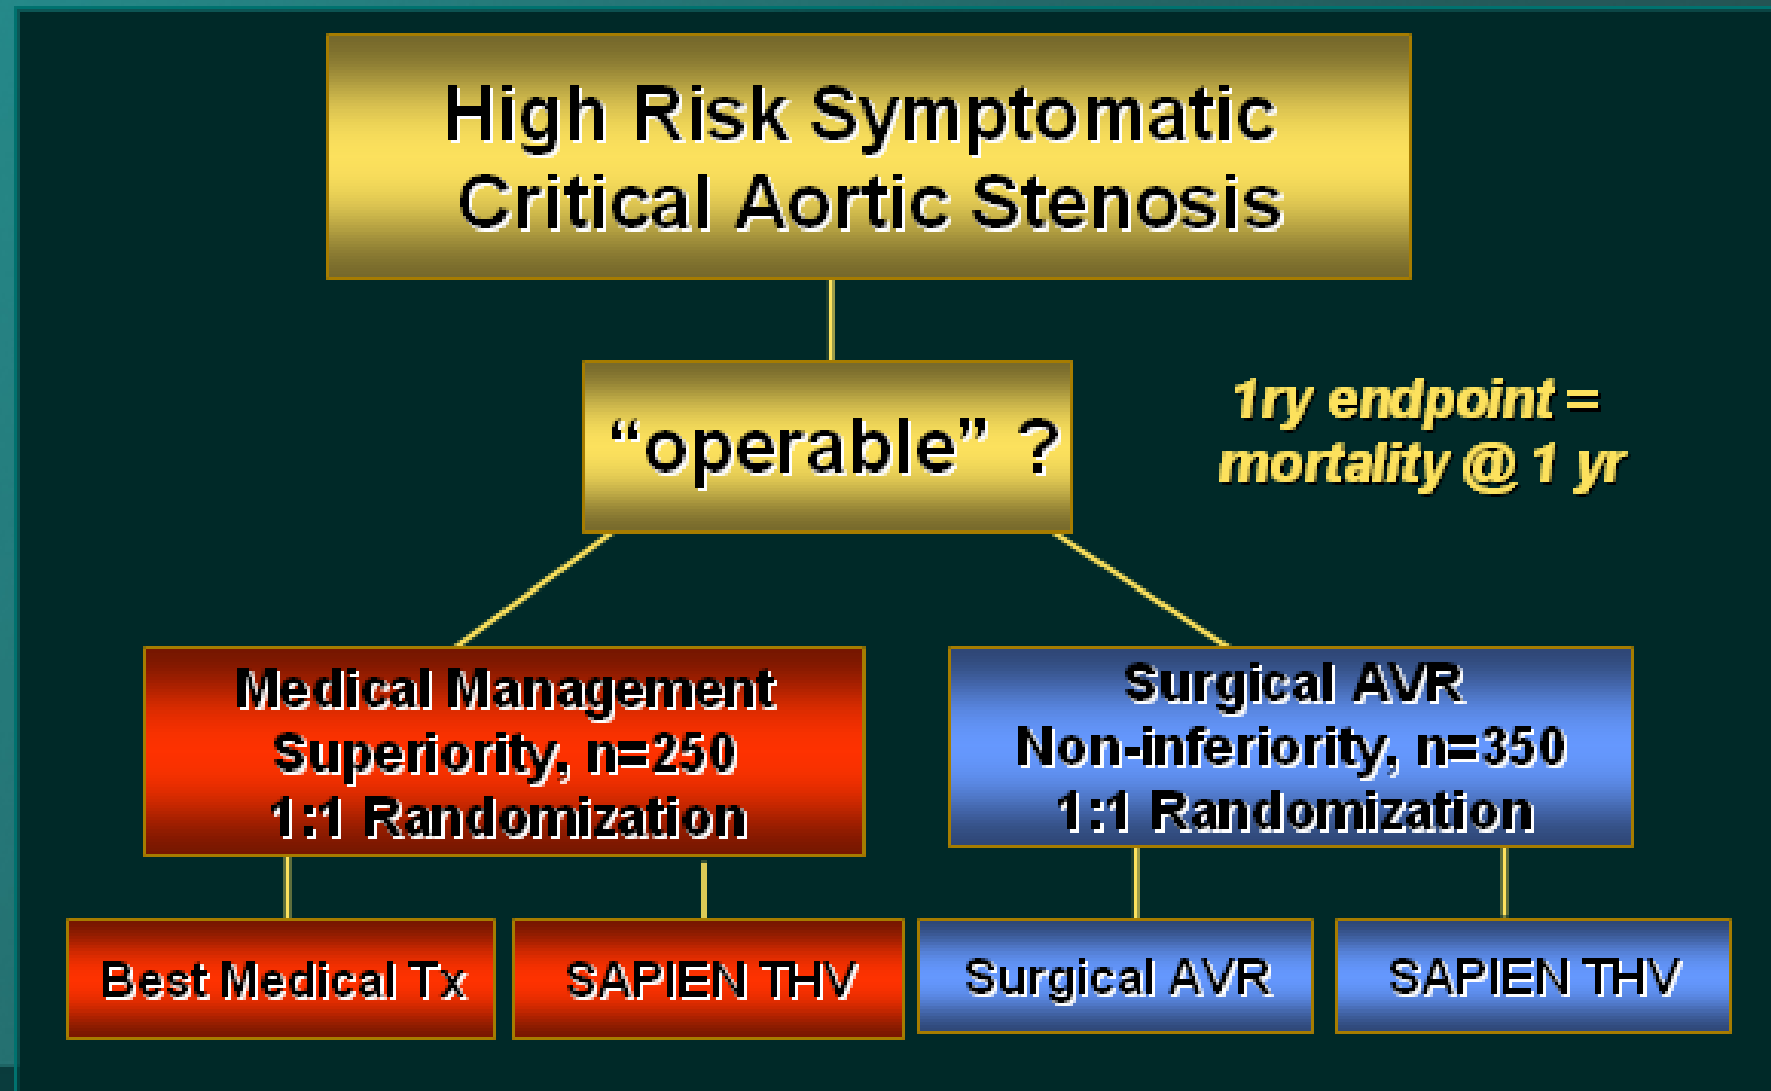 High Risk Symptomatic
Critical Aortic Stenosis
“operable” ?
1ry endpoint =
mortality @ 1 yr
Medical Management
Superiority, n=250
1:1 Randomization
Surgical AVR
Non-inferiority, n=350
1:1 Randomization
Best Medical Tx
SAPIEN THV
Surgical AVR
SAPIEN THV